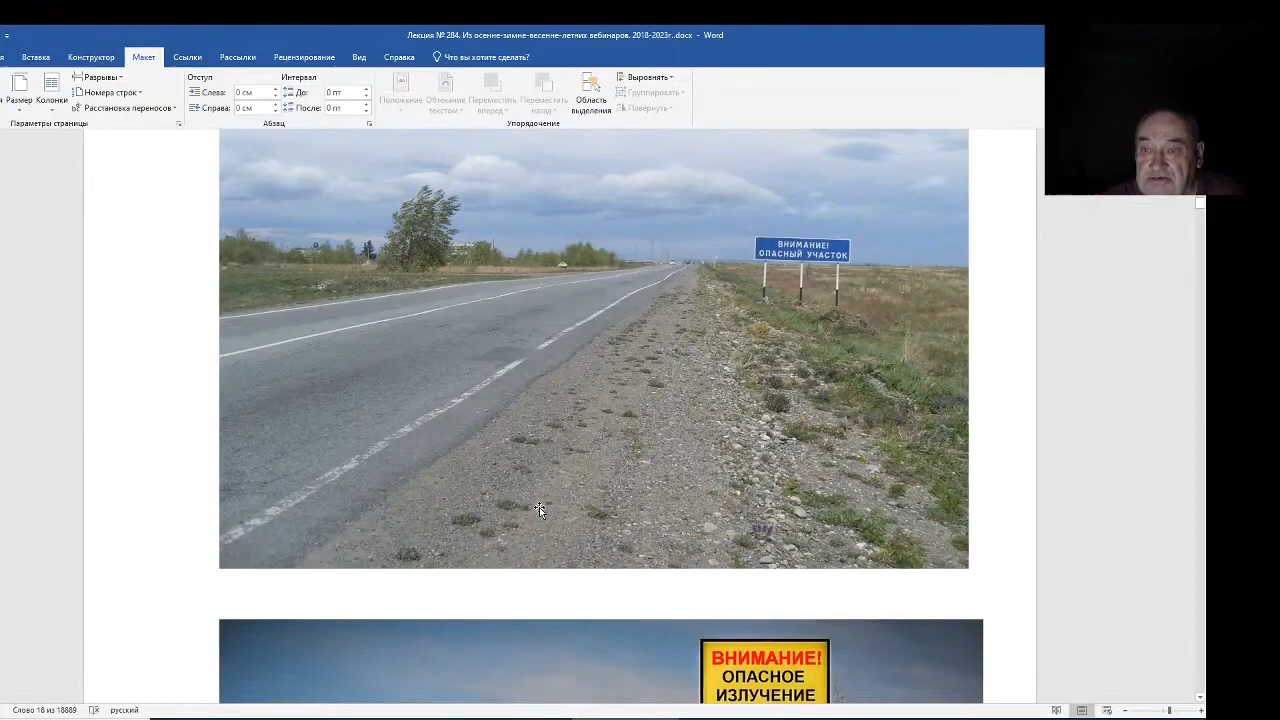 Лекция № 284. Из осенне-зимне-весенне-летних вебинаров. 2018-2023г..docx - Word
Вставка Конструктор Макет Ссылки Рассылки Рецензирование Вид Справка Что вы хотите сделать?
Размер Колонки
Разрывы
Номера строк
Расстановка переносов
Параметры страницы
Отступ Интервал
Слева: 0 см До: 0 пт
Справа: 0 см После: 0 пт
Абзац
Положение Обтекание текстом Переместить вперед Переместить назад Область выделения
Выровнять
Группировать
Повернуть
Упорядочение
ВНИМАНИЕ!
ОПАСНЫЙ УЧАСТОК
ВНИМАНИЕ!
ОПАСНОЕ
ИЗЛУЧЕНИЕ
Слово 18 из 18889 русский